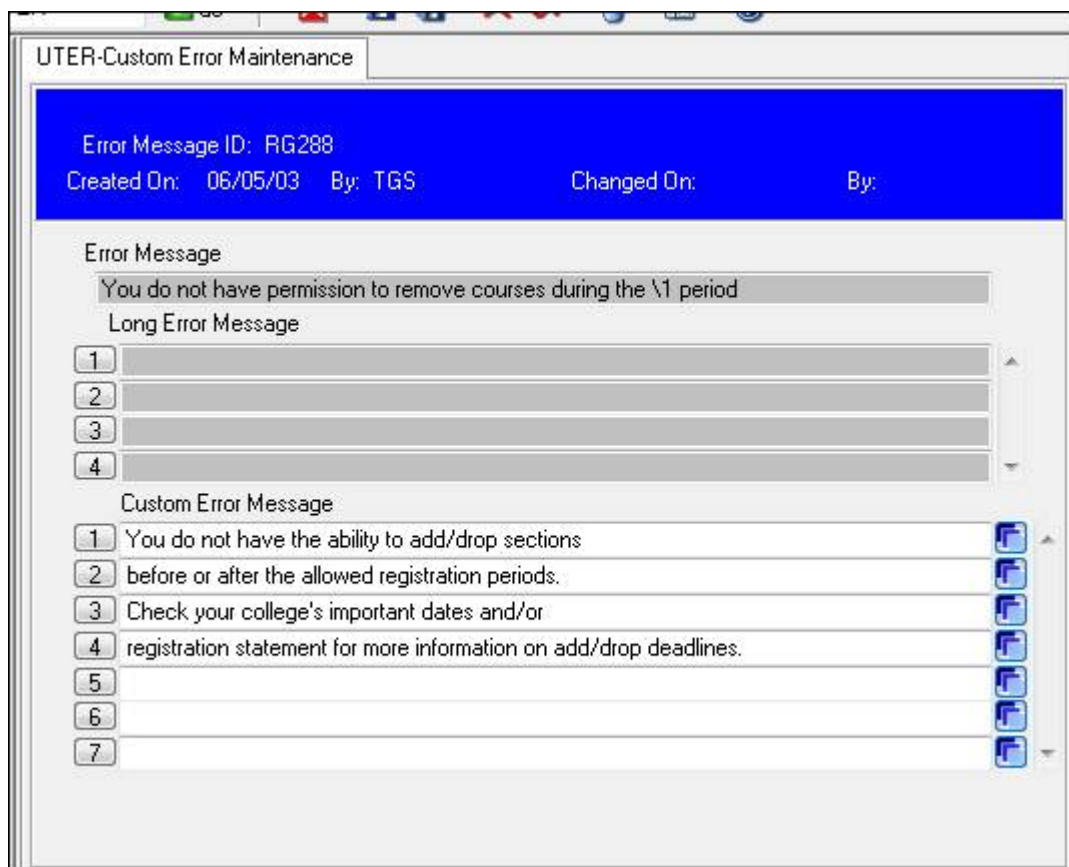 UTER-Custom Error Maintenance
Error Message ID: RG288
Created On: 06/05/03 By: TGS Changed On: By:
Error Message
You do not have permission to remove courses during the \1 period
Long Error Message
1
2
3
4
Custom Error Message
1 You do not have the ability to add/drop sections
2 before or after the allowed registration periods.
3 Check your college's important dates and/or
4 registration statement for more information on add/drop deadlines.
5
6
7